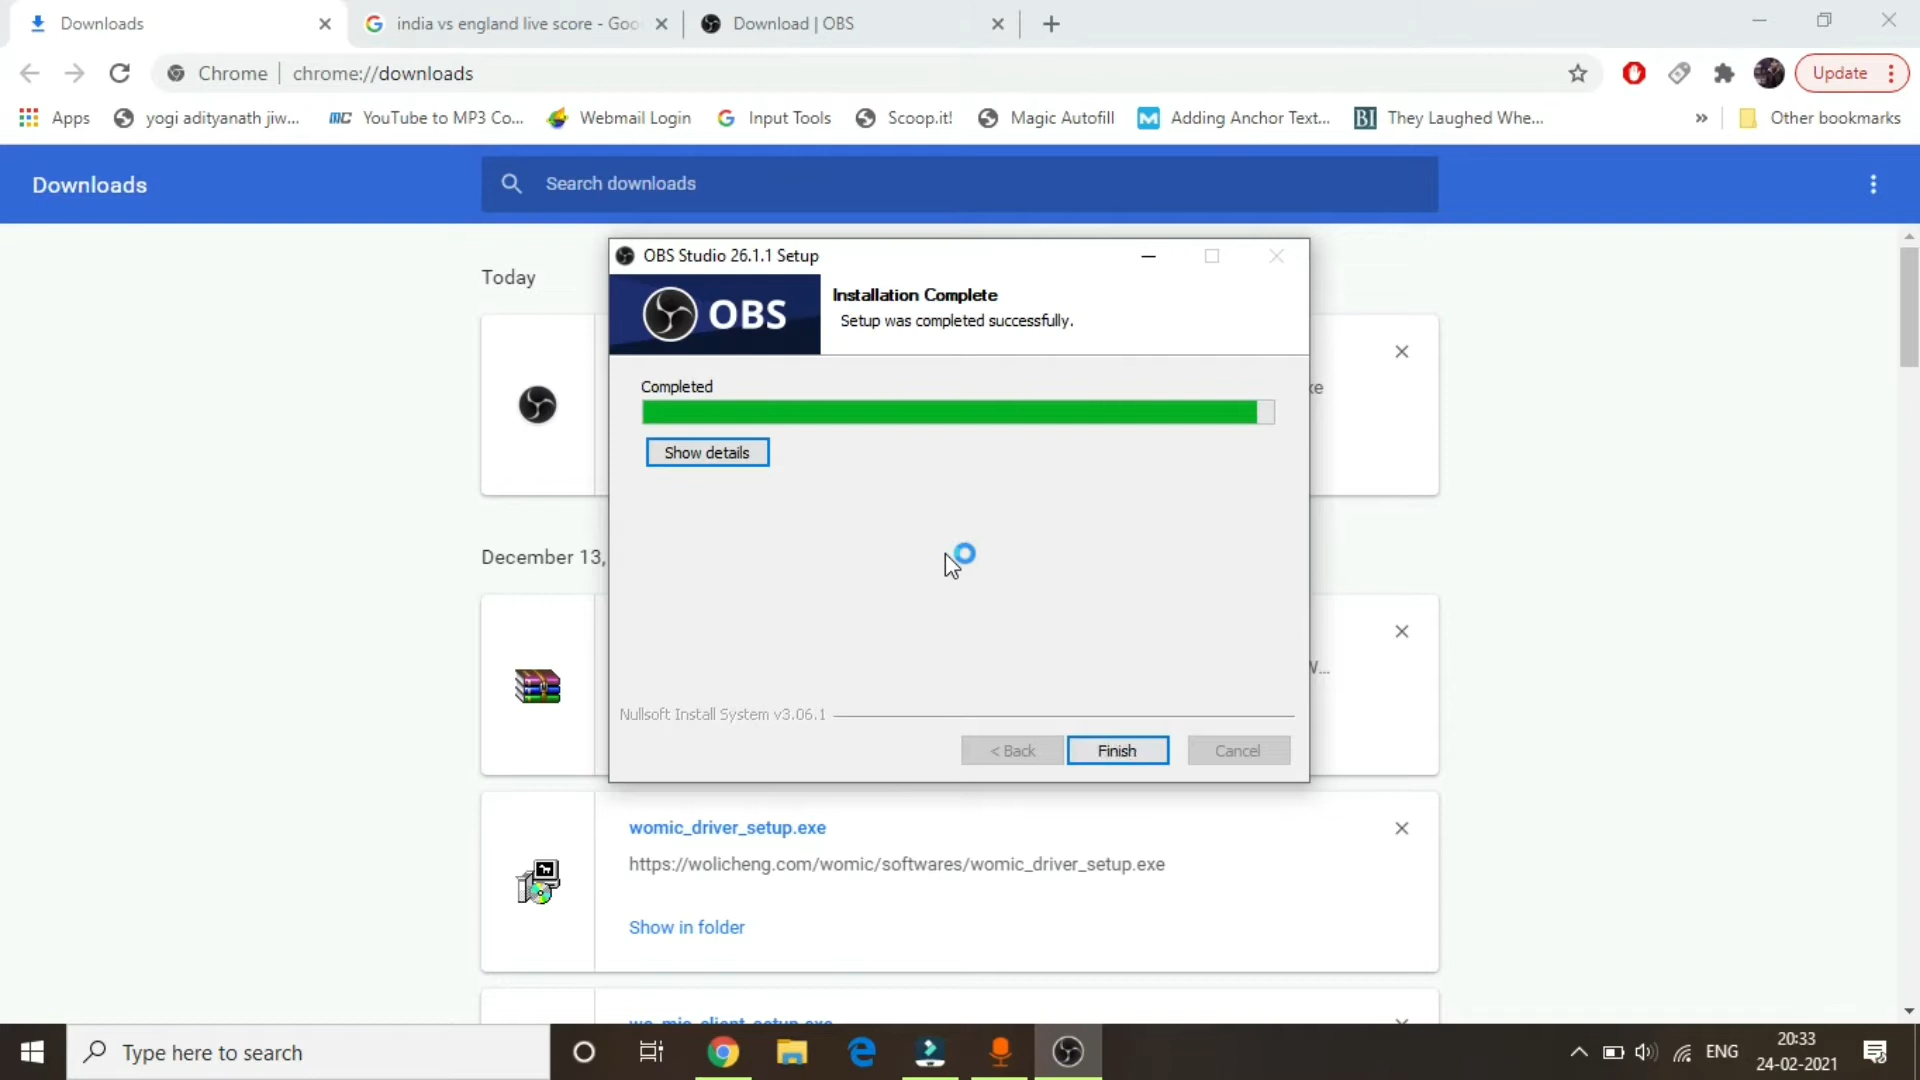 Downloads
india vs england live score - Goo
Download | OBS
Chrome
chrome://downloads
Update
Apps
yogi adityanath jiw...
YouTube to MP3 Co...
Webmail Login
Input Tools
Scoop.it!
Magic Autofill
Adding Anchor Text...
They Laughed Whe...
»
Other bookmarks
Downloads
Search downloads
Today
OBS Studio 26.1.1 Setup
OBS
Installation Complete
Setup was completed successfully.
Completed
Show details
December 13,
Nullsoft Install System v3.06.1
< Back
Finish
Cancel
womic_driver_setup.exe
https://wolicheng.com/womic/softwares/womic_driver_setup.exe
Show in folder
wo_mic_client_setup.exe
Type here to search
ENG
20:33
24-02-2021